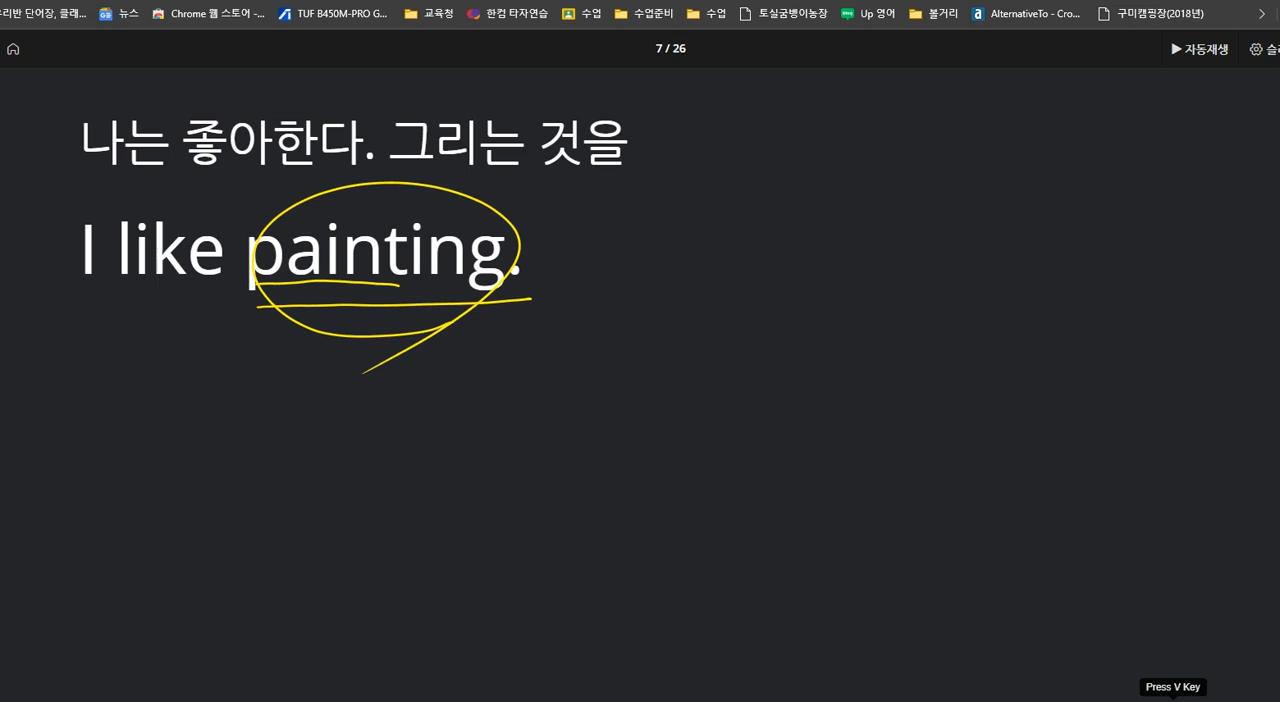 우리반 단어장, 클래... 뉴스 Chrome 웹 스토어 -... TUF B450M-PRO G... 교육청 한컴 타자연습 수업 수업준비 수업 토실굼벵이농장 Up 영어 볼거리 AlternativeTo - Cro... 구미캠핑장(2018년)
7 / 26 자동재생
나는 좋아한다. 그리는 것을
I like painting.
Press V Key